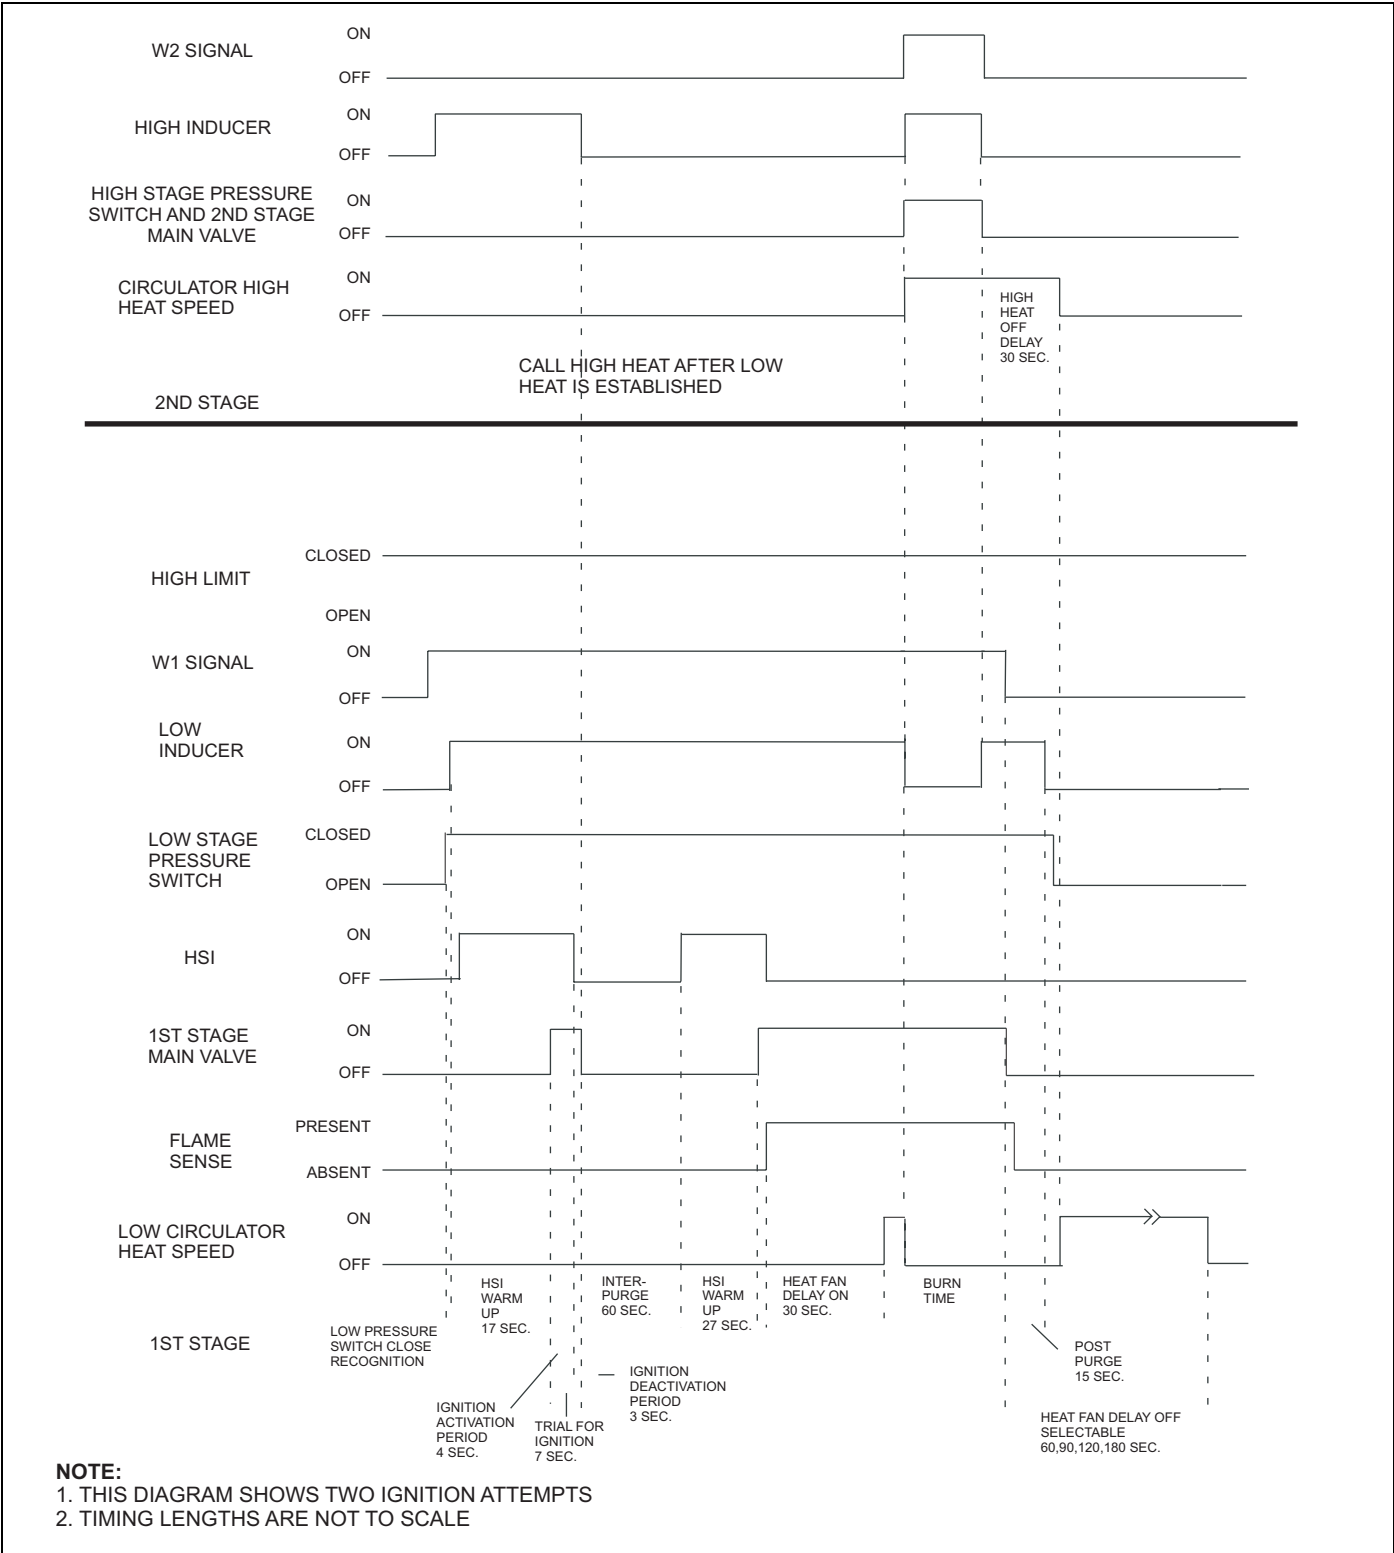 W2 SIGNAL
ON
OFF
HIGH INDUCER
ON
OFF
HIGH STAGE PRESSURE
SWITCH AND 2ND STAGE
MAIN VALVE
ON
OFF
CIRCULATOR HIGH
HEAT SPEED
ON
OFF
HIGH
HEAT
OFF
DELAY
30 SEC.
CALL HIGH HEAT AFTER LOW
HEAT IS ESTABLISHED
2ND STAGE
HIGH LIMIT
CLOSED
OPEN
W1 SIGNAL
ON
OFF
LOW
INDUCER
ON
OFF
LOW STAGE
PRESSURE
SWITCH
CLOSED
OPEN
HSI
ON
OFF
1ST STAGE
MAIN VALVE
ON
OFF
FLAME
SENSE
PRESENT
ABSENT
LOW CIRCULATOR
HEAT SPEED
ON
OFF
1ST STAGE
LOW PRESSURE
SWITCH CLOSE
RECOGNITION
HSI
WARM
UP
17 SEC.
INTER-
PURGE
60 SEC.
HSI
WARM
UP
27 SEC.
HEAT FAN
DELAY ON
30 SEC.
BURN
TIME
POST
PURGE
15 SEC.
IGNITION
ACTIVATION
PERIOD
4 SEC.
TRIAL FOR
IGNITION
7 SEC.
IGNITION
DEACTIVATION
PERIOD
3 SEC.
HEAT FAN DELAY OFF
SELECTABLE
60,90,120,180 SEC.
NOTE:
1. THIS DIAGRAM SHOWS TWO IGNITION ATTEMPTS
2. TIMING LENGTHS ARE NOT TO SCALE